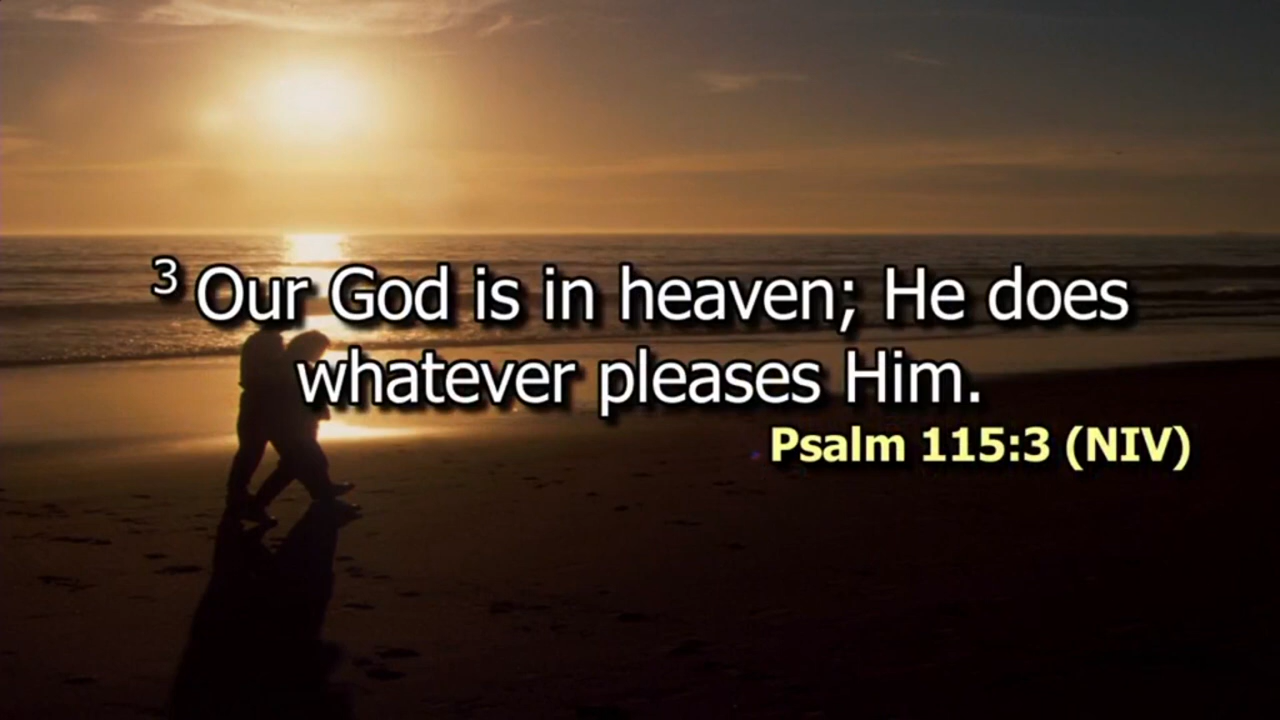 3 Our God is in heaven; He does
whatever pleases Him.
Psalm 115:3 (NIV)